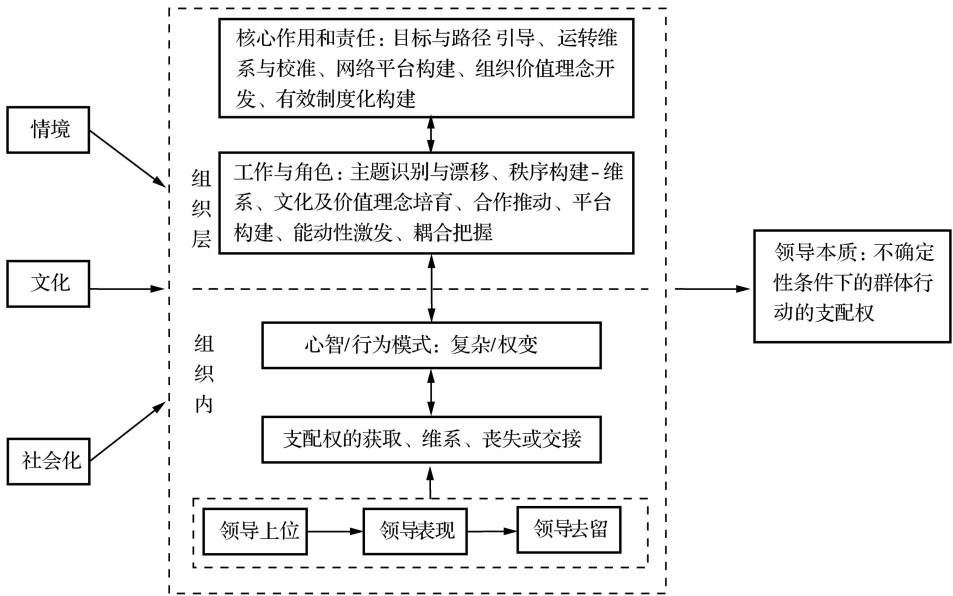 核心作用和责任：目标与路径引导、运转维
系与校准、网络平台构建、组织价值理念开
发、有效制度化构建
情境
组
织
层
工作与角色：主题识别与漂移、秩序构建-维
系、文化及价值理念培育、合作推动、平台
构建、能动性激发、耦合把握
文化
领导本质：不确定
性条件下的群体行
动的支配权
组
织
内
心智/行为模式：复杂/权变
支配权的获取、维系、丧失或交接
社会化
领导上位
领导表现
领导去留